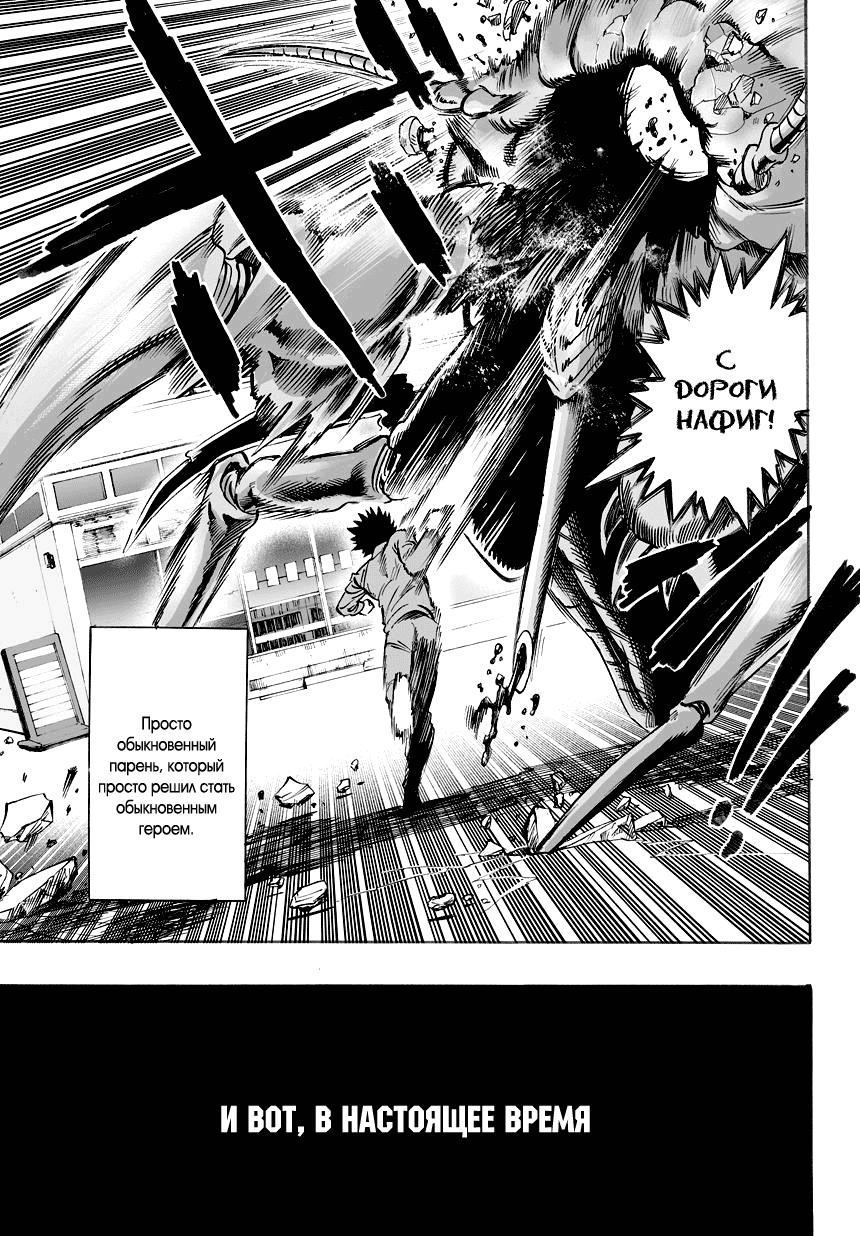 С
ДОРОГИ
НАФИГ!
Просто
обыкновенный
парень, который
просто решил стать
обыкновенным
героем.
И ВОТ, В НАСТОЯЩЕЕ ВРЕМЯ